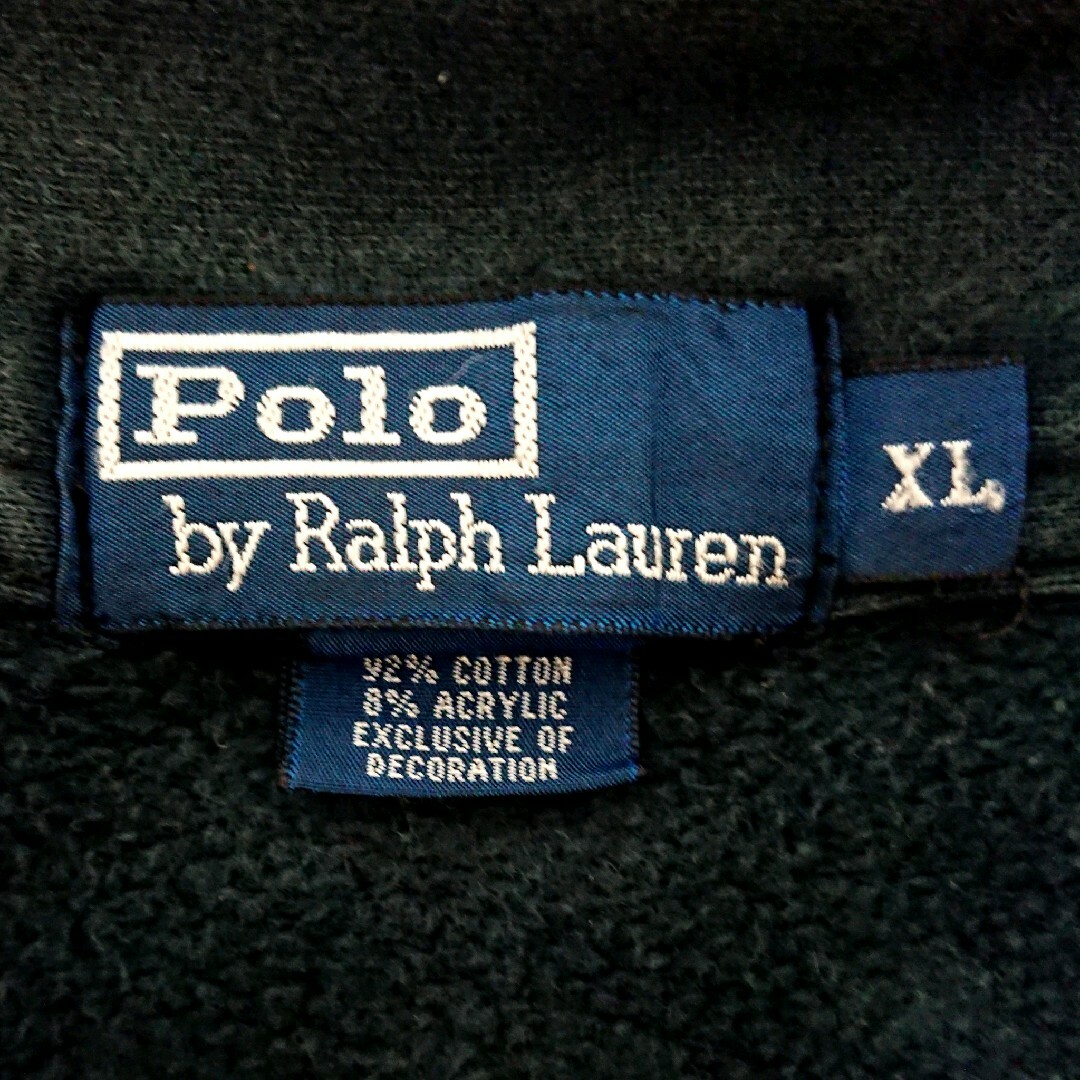 Polo
by Ralph Lauren
XL
92% COTTON
8% ACRYLIC
EXCLUSIVE OF
DECORATION